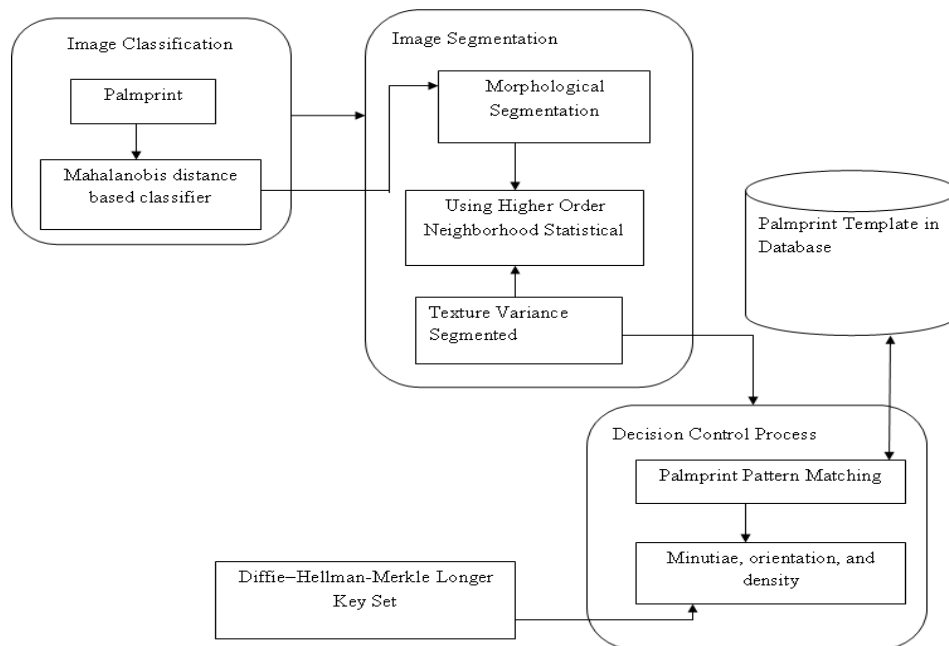 Image Classification
Palmprint
Mahalanobis distance
based classifier
Image Segmentation
Morphological
Segmentation
Using Higher Order
Neighborhood Statistical
Texture Variance
Segmented
Palmprint Template in
Database
Decision Control Process
Palmprint Pattern Matching
Minutiae, orientation, and
density
Diffie–Hellman-Merkle Longer
Key Set